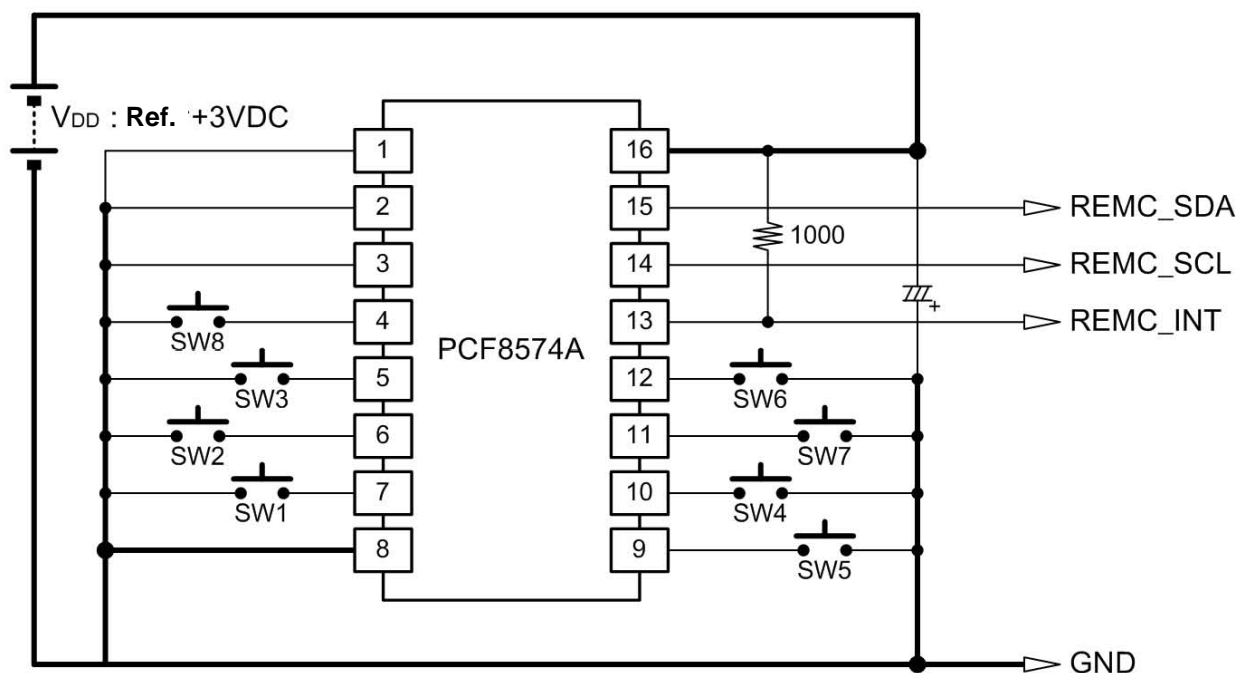 VDD : Ref. +3VDC
1
2
3
4
5
6
7
8
16
15
14
13
12
11
10
9
PCF8574A
SW8
SW3
SW2
SW1
1000
+
SW6
SW7
SW4
SW5
REMC_SDA
REMC_SCL
REMC_INT
GND